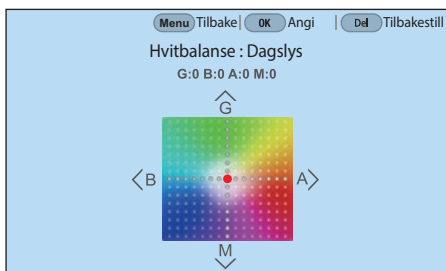 Menu Tilbake | OK Angi | Del Tilbakestill
Hvitbalanse : Dagslys
G:0 B:0 A:0 M:0
G
B A
M